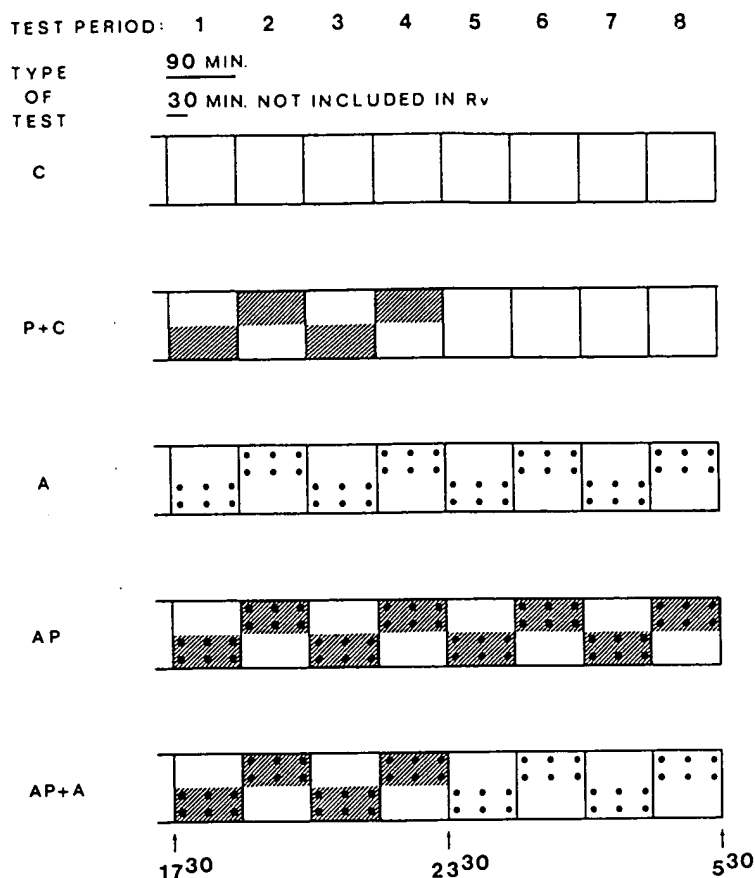 TEST PERIOD: 1 2 3 4 5 6 7 8
TYPE OF TEST
90 MIN.
30 MIN. NOT INCLUDED IN Rv
C
P+C
A
AP
AP+A
17³⁰ 23³⁰ 5³⁰